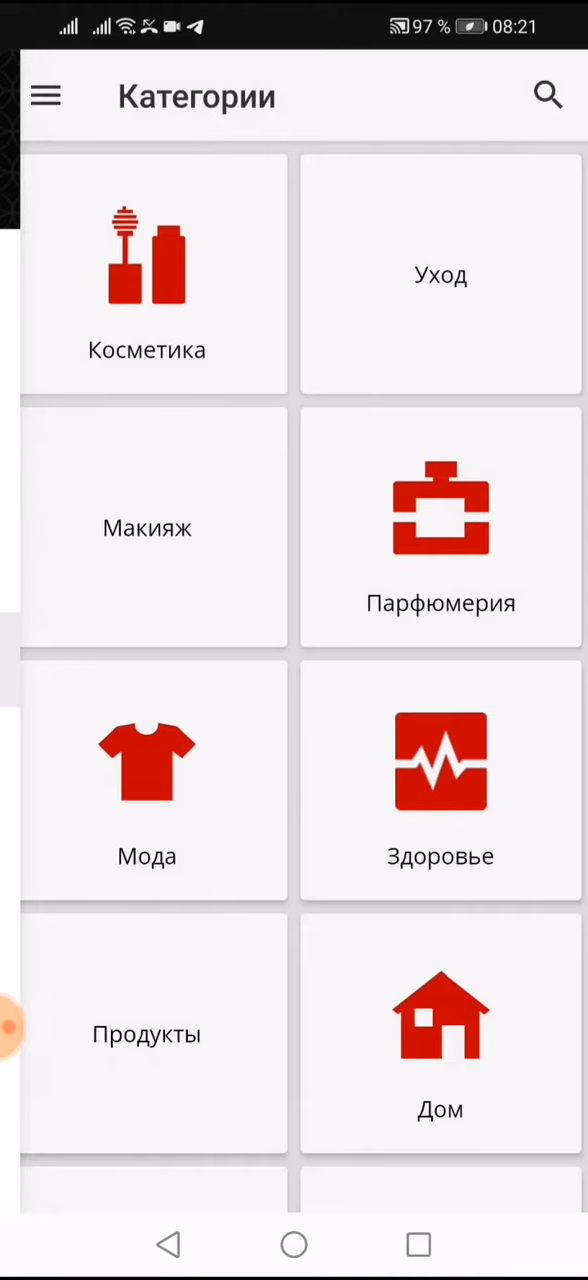 97 % 08:21
Категории
Косметика
Уход
Макияж
Парфюмерия
Мода
Здоровье
Продукты
Дом